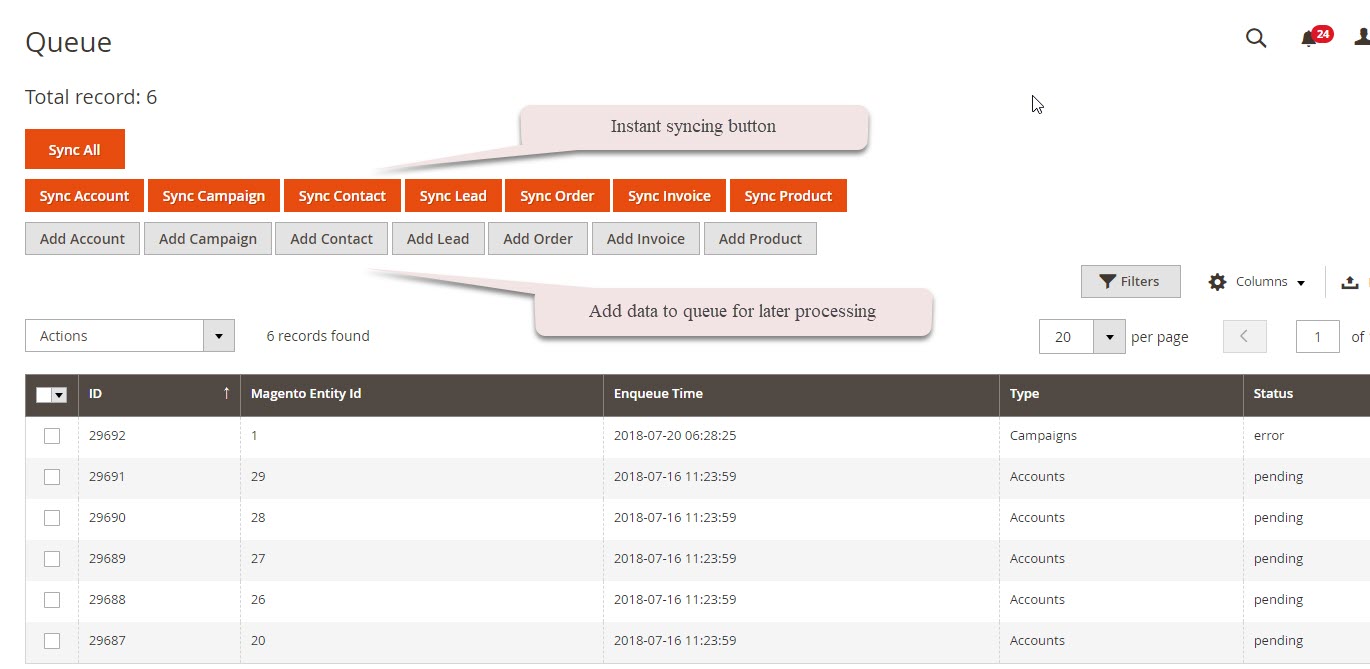 Queue
24
Total record: 6
Instant syncing button
Sync All
Sync Account Sync Campaign Sync Contact Sync Lead Sync Order Sync Invoice Sync Product
Add Account Add Campaign Add Contact Add Lead Add Order Add Invoice Add Product
Filters Columns
Add data to queue for later processing
Actions 6 records found 20 per page 1 of
ID ↑ Magento Entity Id Enqueue Time Type Status
29692 1 2018-07-20 06:28:25 Campaigns error
29691 29 2018-07-16 11:23:59 Accounts pending
29690 28 2018-07-16 11:23:59 Accounts pending
29689 27 2018-07-16 11:23:59 Accounts pending
29688 26 2018-07-16 11:23:59 Accounts pending
29687 20 2018-07-16 11:23:59 Accounts pending